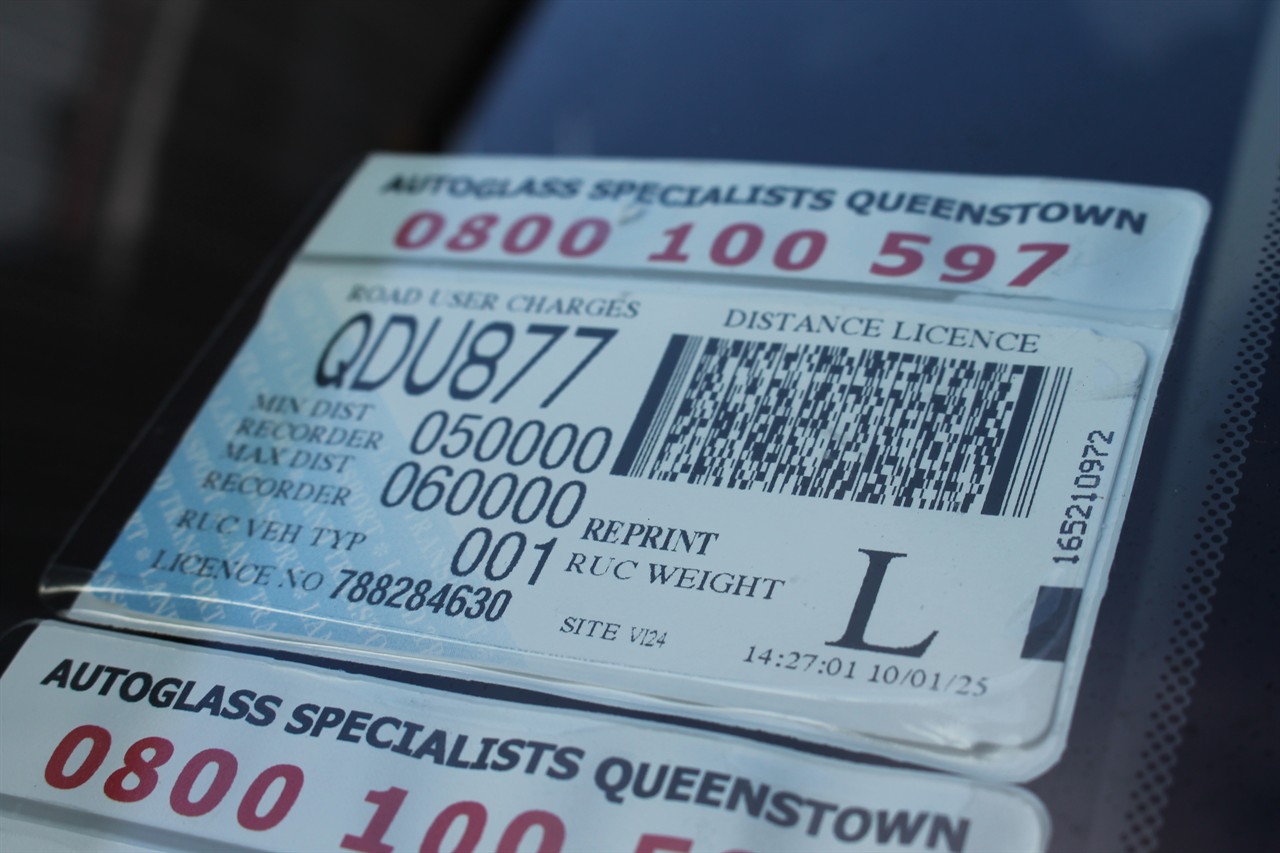 AUTOGLASS SPECIALISTS QUEENSTOWN
0800 100 597
ROAD USER CHARGES
DISTANCE LICENCE
QDU877
MIN DIST
RECORDER 050000
MAX DIST
RECORDER 060000
REPRINT
RUC VEH TYP 001
RUC WEIGHT L
LICENCE NO 788284630
SITE VI24
14:27:01 10/01/25
165210972
AUTOGLASS SPECIALISTS QUEENSTOWN
0800 100